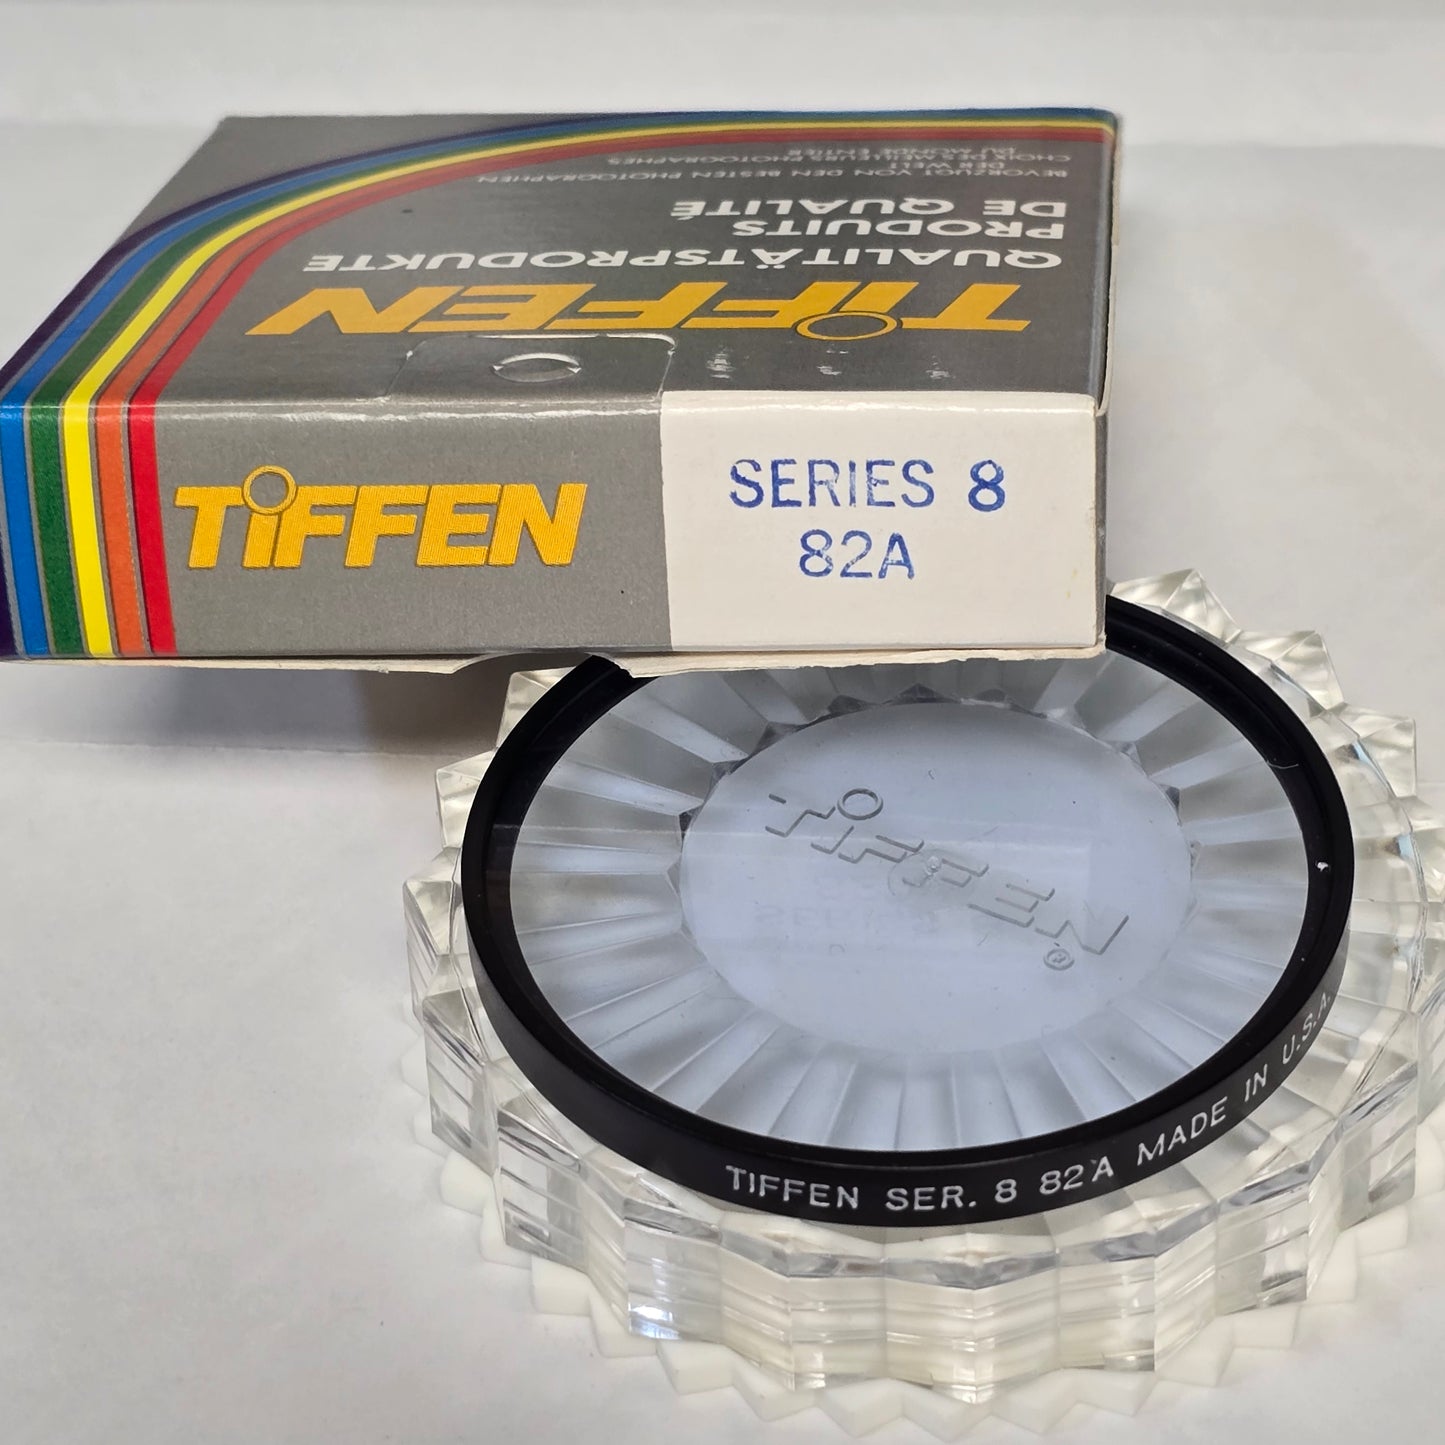 BEVORZUGT VON DEN BESTEN PHOTOGRAPHEN
DER WELT
CHOIX DES MEILLEURS PHOTOGRAPHES
DU MONDE ENTIER
QUALITÄTSPRODUKTE
PRODUITS
DE QUALITÉ
TiFFEN
TiFFEN
SERIES 8
82A
TiFFEN®
TIFFEN SER. 8 82A MADE IN U.S.A.